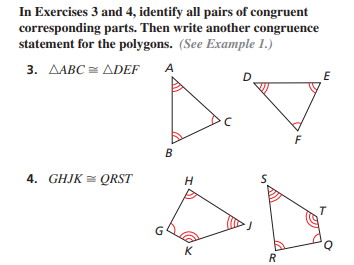 In Exercises 3 and 4, identify all pairs of congruent
corresponding parts. Then write another congruence
statement for the polygons. (See Example 1.)
3. △ABC ≅ △DEF
A
D
E
C
B
F
4. GHJK ≅ QRST
H
S
T
G
J
K
Q
R